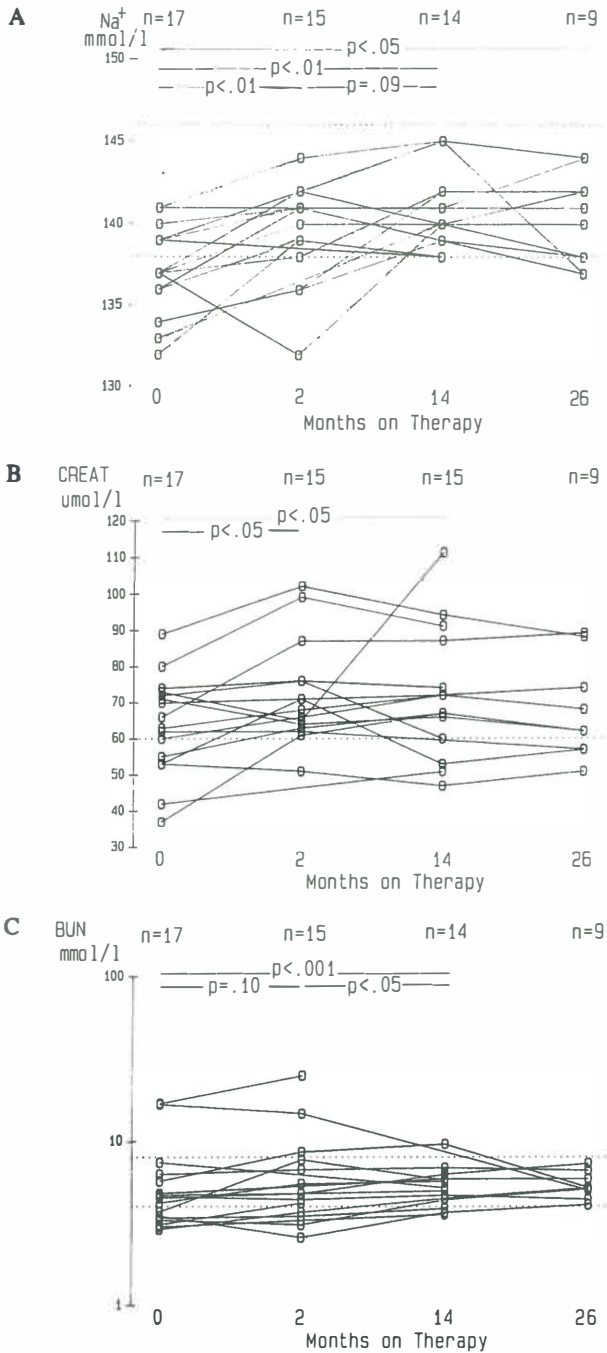 A Na+ n=17 n=15 n=14 n=9
mmol/l
p<.05
150
p<.01
p<.01 p=.09
145
140
135
130
0 2 14 26
Months on Therapy
B CREAT n=17 n=15 n=15 n=9
umol/l
120
p<.05
p<.05
110
100
90
80
70
60
50
40
30
0 2 14 26
Months on Therapy
C BUN n=17 n=15 n=14 n=9
mmol/l
100
p<.001
p=.10 p<.05
10
1
0 2 14 26
Months on Therapy